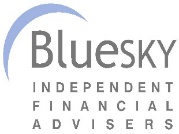 BLUESKY
INDEPENDENT
FINANCIAL
ADVISERS